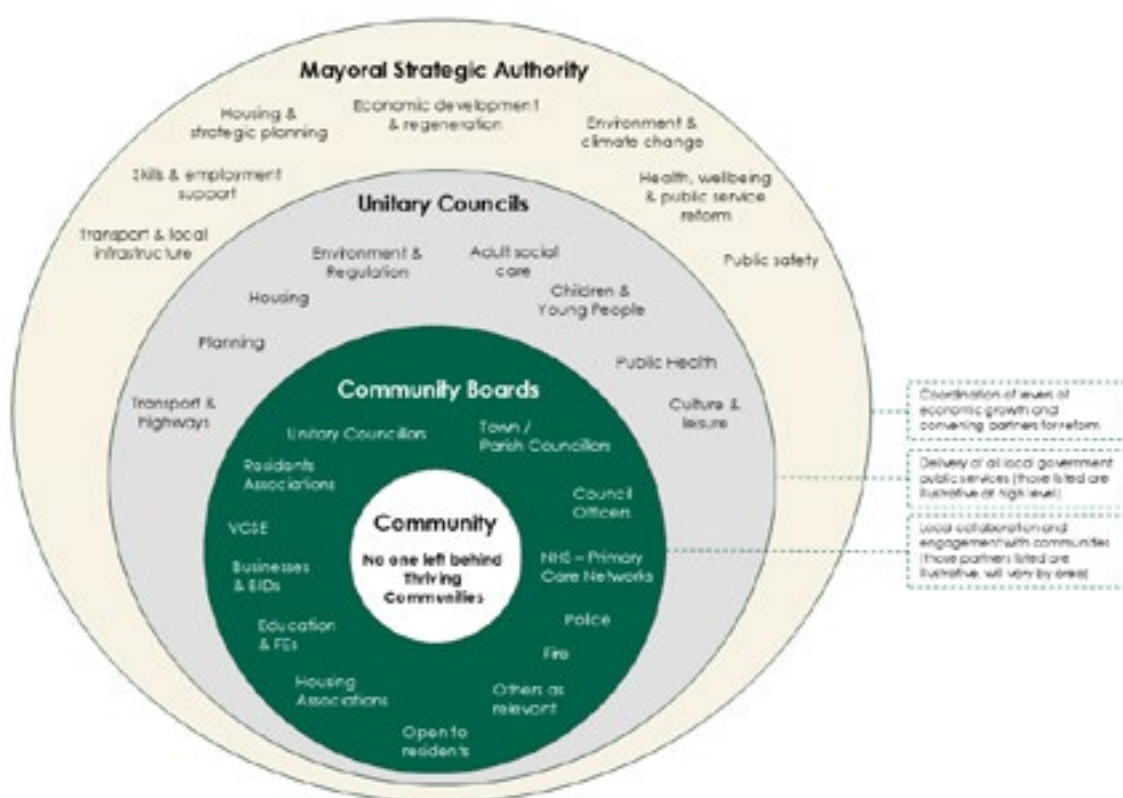 Mayoral Strategic Authority
Housing &
strategic planning
Economic development
& regeneration
Environment &
climate change
Skills & employment
support
Health, wellbeing
& public service
reform
Transport & local
infrastructure
Public safety
Unitary Councils
Environment &
Regulation
Adult social
care
Housing
Children &
Young People
Planning
Public Health
Transport &
Highways
Culture &
leisure
Community Boards
Unitary Councillors
Town /
Parish Councillors
Residents
Associations
Council
Officers
VCSE
NHS – Primary
Care Networks
Businesses
& BIDs
Police
Education
& FEs
Fire
Housing
Associations
Others as
relevant
Open to
residents
Community
No one left behind
Thriving
Communities
Coordination of levers of
economic growth and
convening partners for reform
Delivery of all local government
public services (those listed are
illustrative at high level)
Local collaboration and
engagement with communities
(those partners listed are
illustrative, will vary by area)